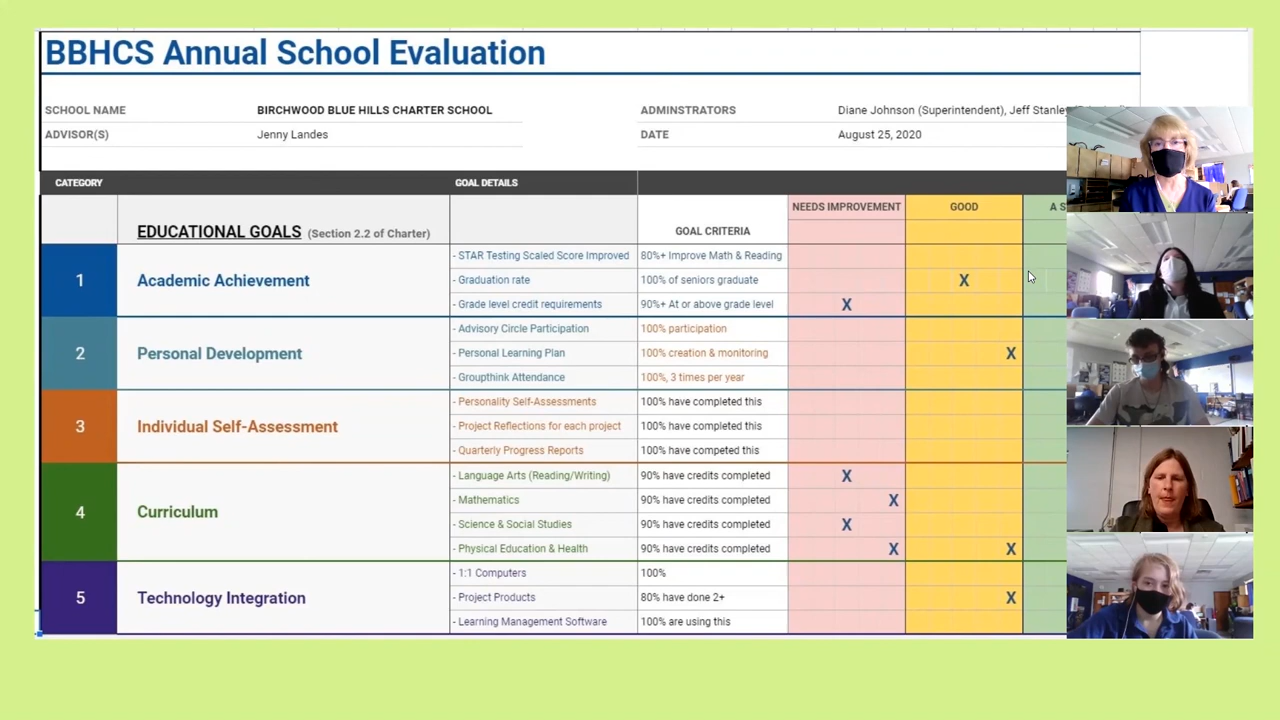 BBHCS Annual School Evaluation
SCHOOL NAME BIRCHWOOD BLUE HILLS CHARTER SCHOOL ADMINSTRATORS Diane Johnson (Superintendent), Jeff Stanley
ADVISOR(S) Jenny Landes DATE August 25, 2020
CATEGORY GOAL DETAILS
NEEDS IMPROVEMENT GOOD A S
EDUCATIONAL GOALS (Section 2.2 of Charter) GOAL CRITERIA
- STAR Testing Scaled Score Improved 80%+ Improve Math & Reading
1 Academic Achievement - Graduation rate 100% of seniors graduate X
- Grade level credit requirements 90%+ At or above grade level X
- Advisory Circle Participation 100% participation
2 Personal Development - Personal Learning Plan 100% creation & monitoring X
- Groupthink Attendance 100%, 3 times per year
- Personality Self-Assessments 100% have completed this
3 Individual Self-Assessment - Project Reflections for each project 100% have completed this
- Quarterly Progress Reports 100% have competed this
- Language Arts (Reading/Writing) 90% have credits completed X
- Mathematics 90% have credits completed X
4 Curriculum
- Science & Social Studies 90% have credits completed X
- Physical Education & Health 90% have credits completed X X
- 1:1 Computers 100%
5 Technology Integration - Project Products 80% have done 2+ X
- Learning Management Software 100% are using this